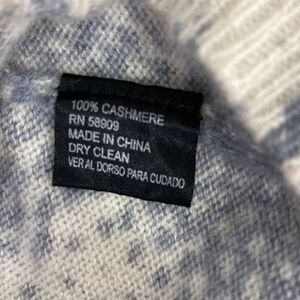 100% CASHMERE
RN 58909
MADE IN CHINA
DRY CLEAN
VER AL DORSO PARA CUDADO